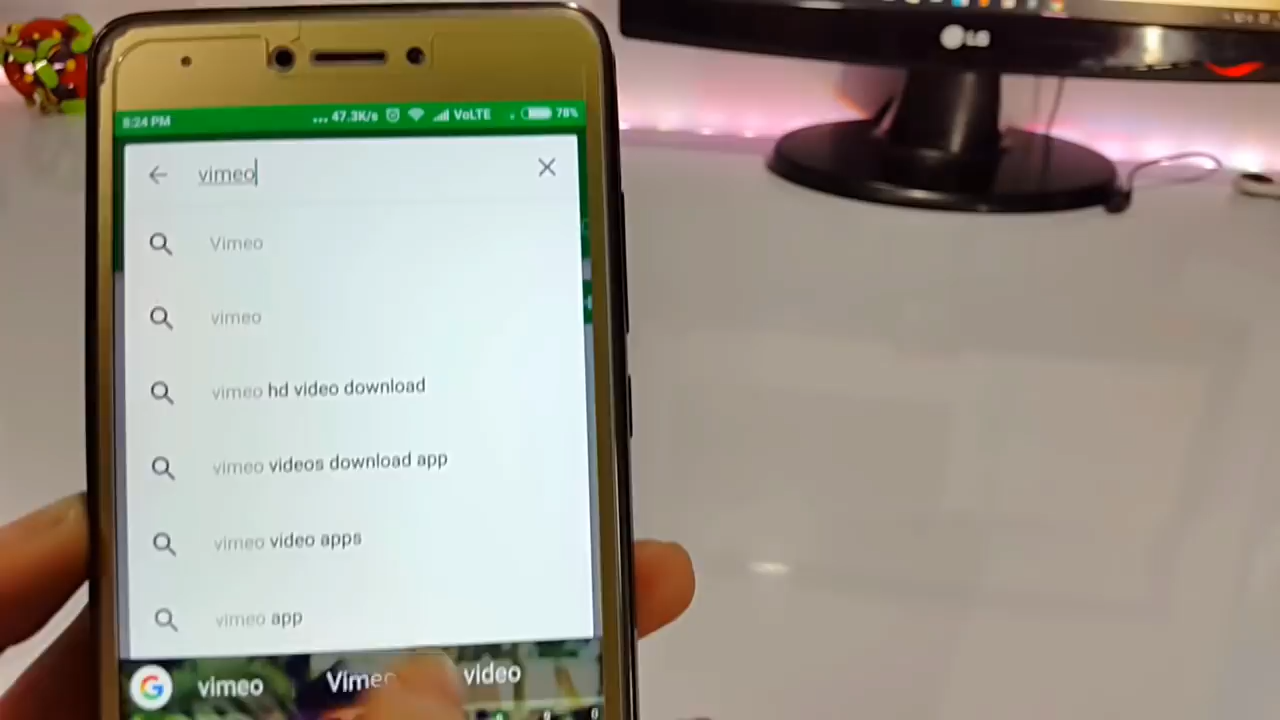 LG
8:24 PM ... 47.3K/s VoLTE 78%
vimeo
Vimeo
vimeo
vimeo hd video download
vimeo videos download app
vimeo video apps
vimeo app
vimeo Vimeo video